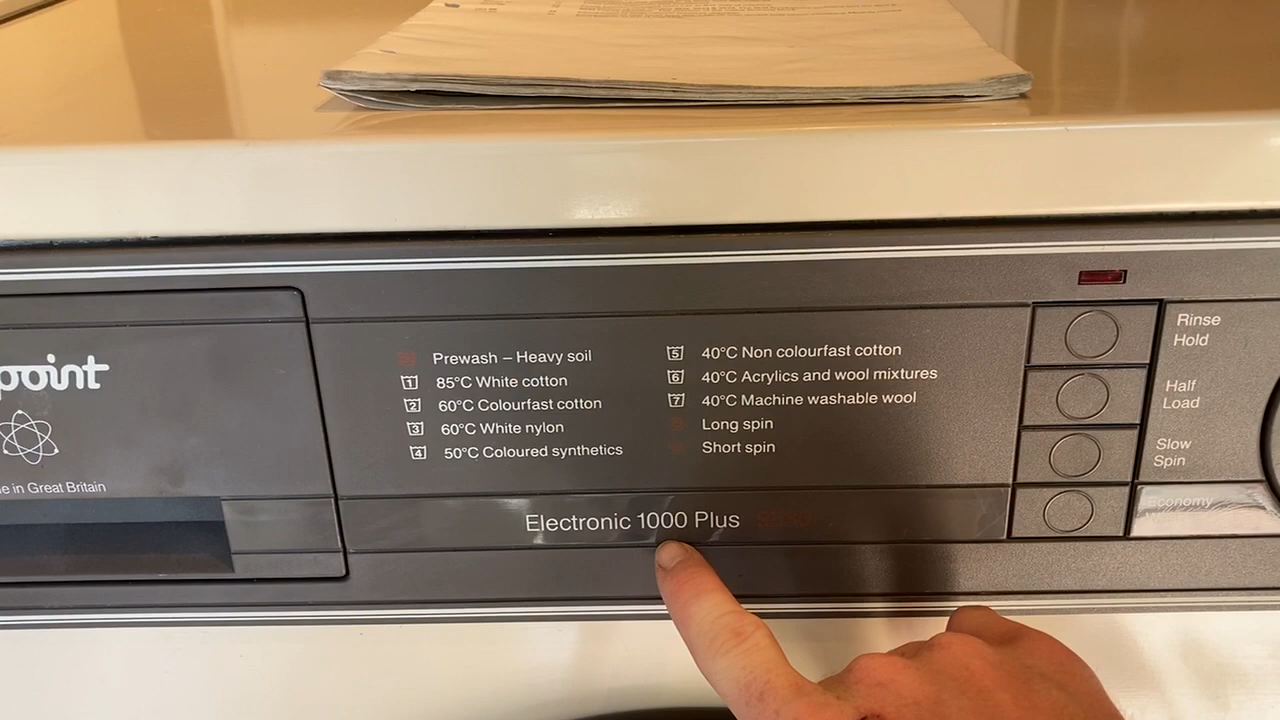 point
e in Great Britain
Prewash – Heavy soil
1 85°C White cotton
2 60°C Colourfast cotton
3 60°C White nylon
4 50°C Coloured synthetics
5 40°C Non colourfast cotton
6 40°C Acrylics and wool mixtures
7 40°C Machine washable wool
Long spin
Short spin
Electronic 1000 Plus
Rinse
Hold
Half
Load
Slow
Spin
Economy